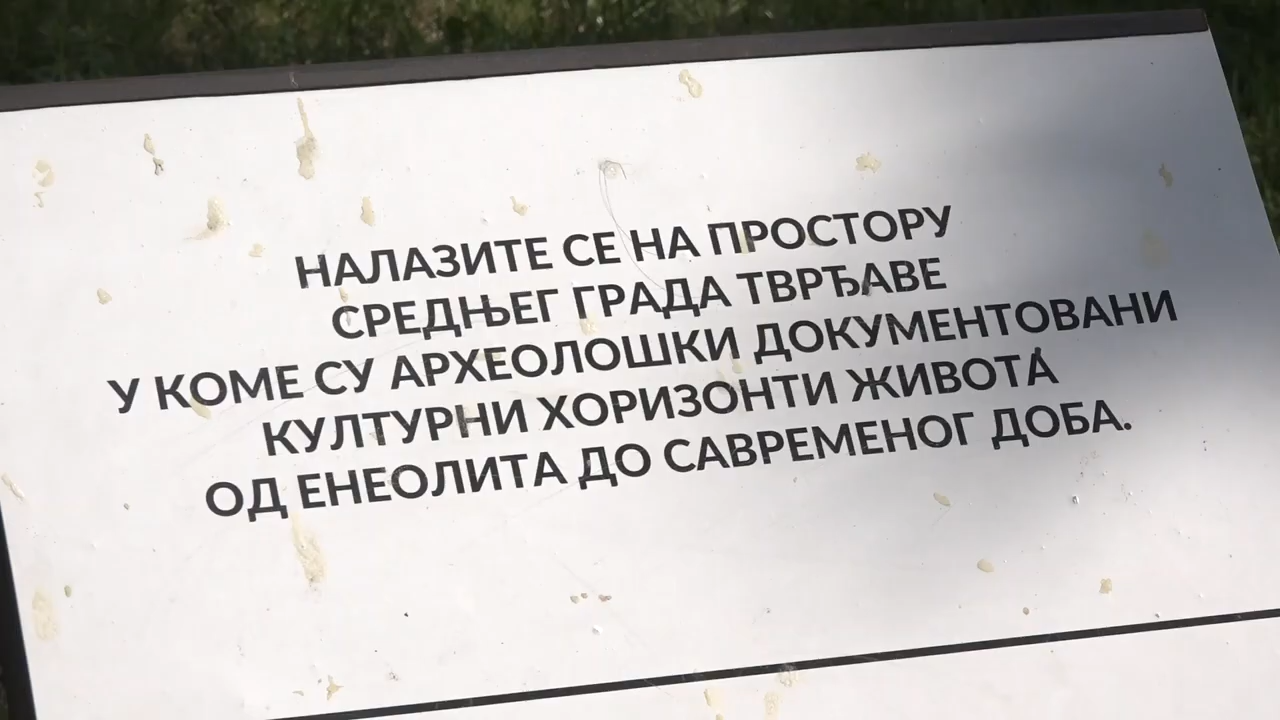 НАЛАЗИТЕ СЕ НА ПРОСТОРУ
СРЕДЊЕГ ГРАДА ТВРЂАВЕ
У КОМЕ СУ АРХЕОЛОШКИ ДОКУМЕНТОВАНИ
КУЛТУРНИ ХОРИЗОНТИ ЖИВОТА
ОД ЕНЕОЛИТА ДО САВРЕМЕНОГ ДОБА.